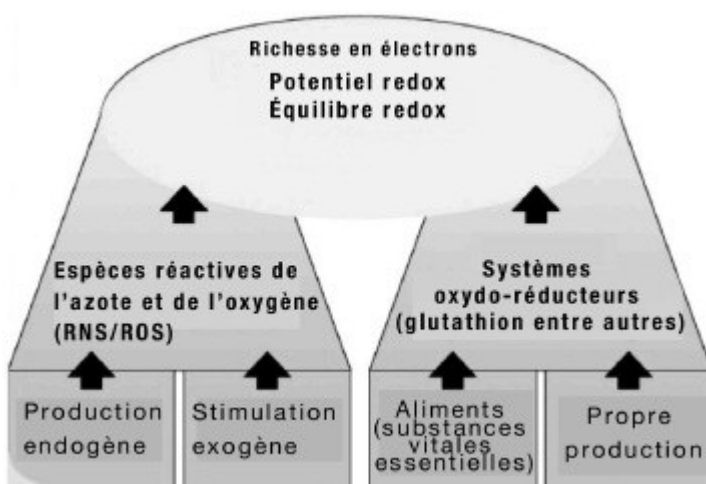 Richesse en électrons
Potentiel redox
Équilibre redox
Espèces réactives de
l'azote et de l'oxygène
(RNS/ROS)
Systèmes
oxydo-réducteurs
(glutathion entre autres)
Production
endogène
Stimulation
exogène
Aliments
(substances
vitales
essentielles)
Propre
production